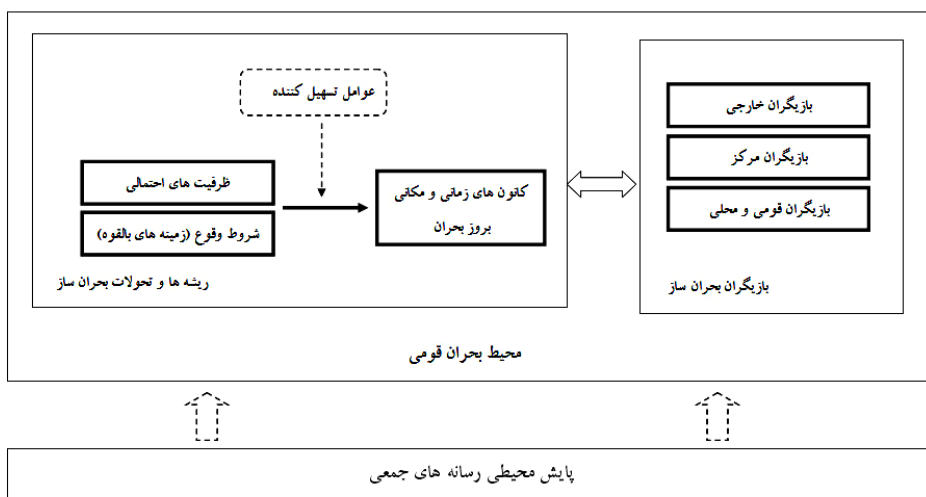 عوامل تسهیل کننده
ظرفیت های احتمالی
شروط وقوع (زمینه های بالقوه)
کانون های زمانی و مکانی
بروز بحران
ریشه ها و تحولات بحران ساز
بازیگران خارجی
بازیگران مرکز
بازیگران قومی و محلی
بازیگران بحران ساز
محیط بحران قومی
پایش محیطی رسانه های جمعی